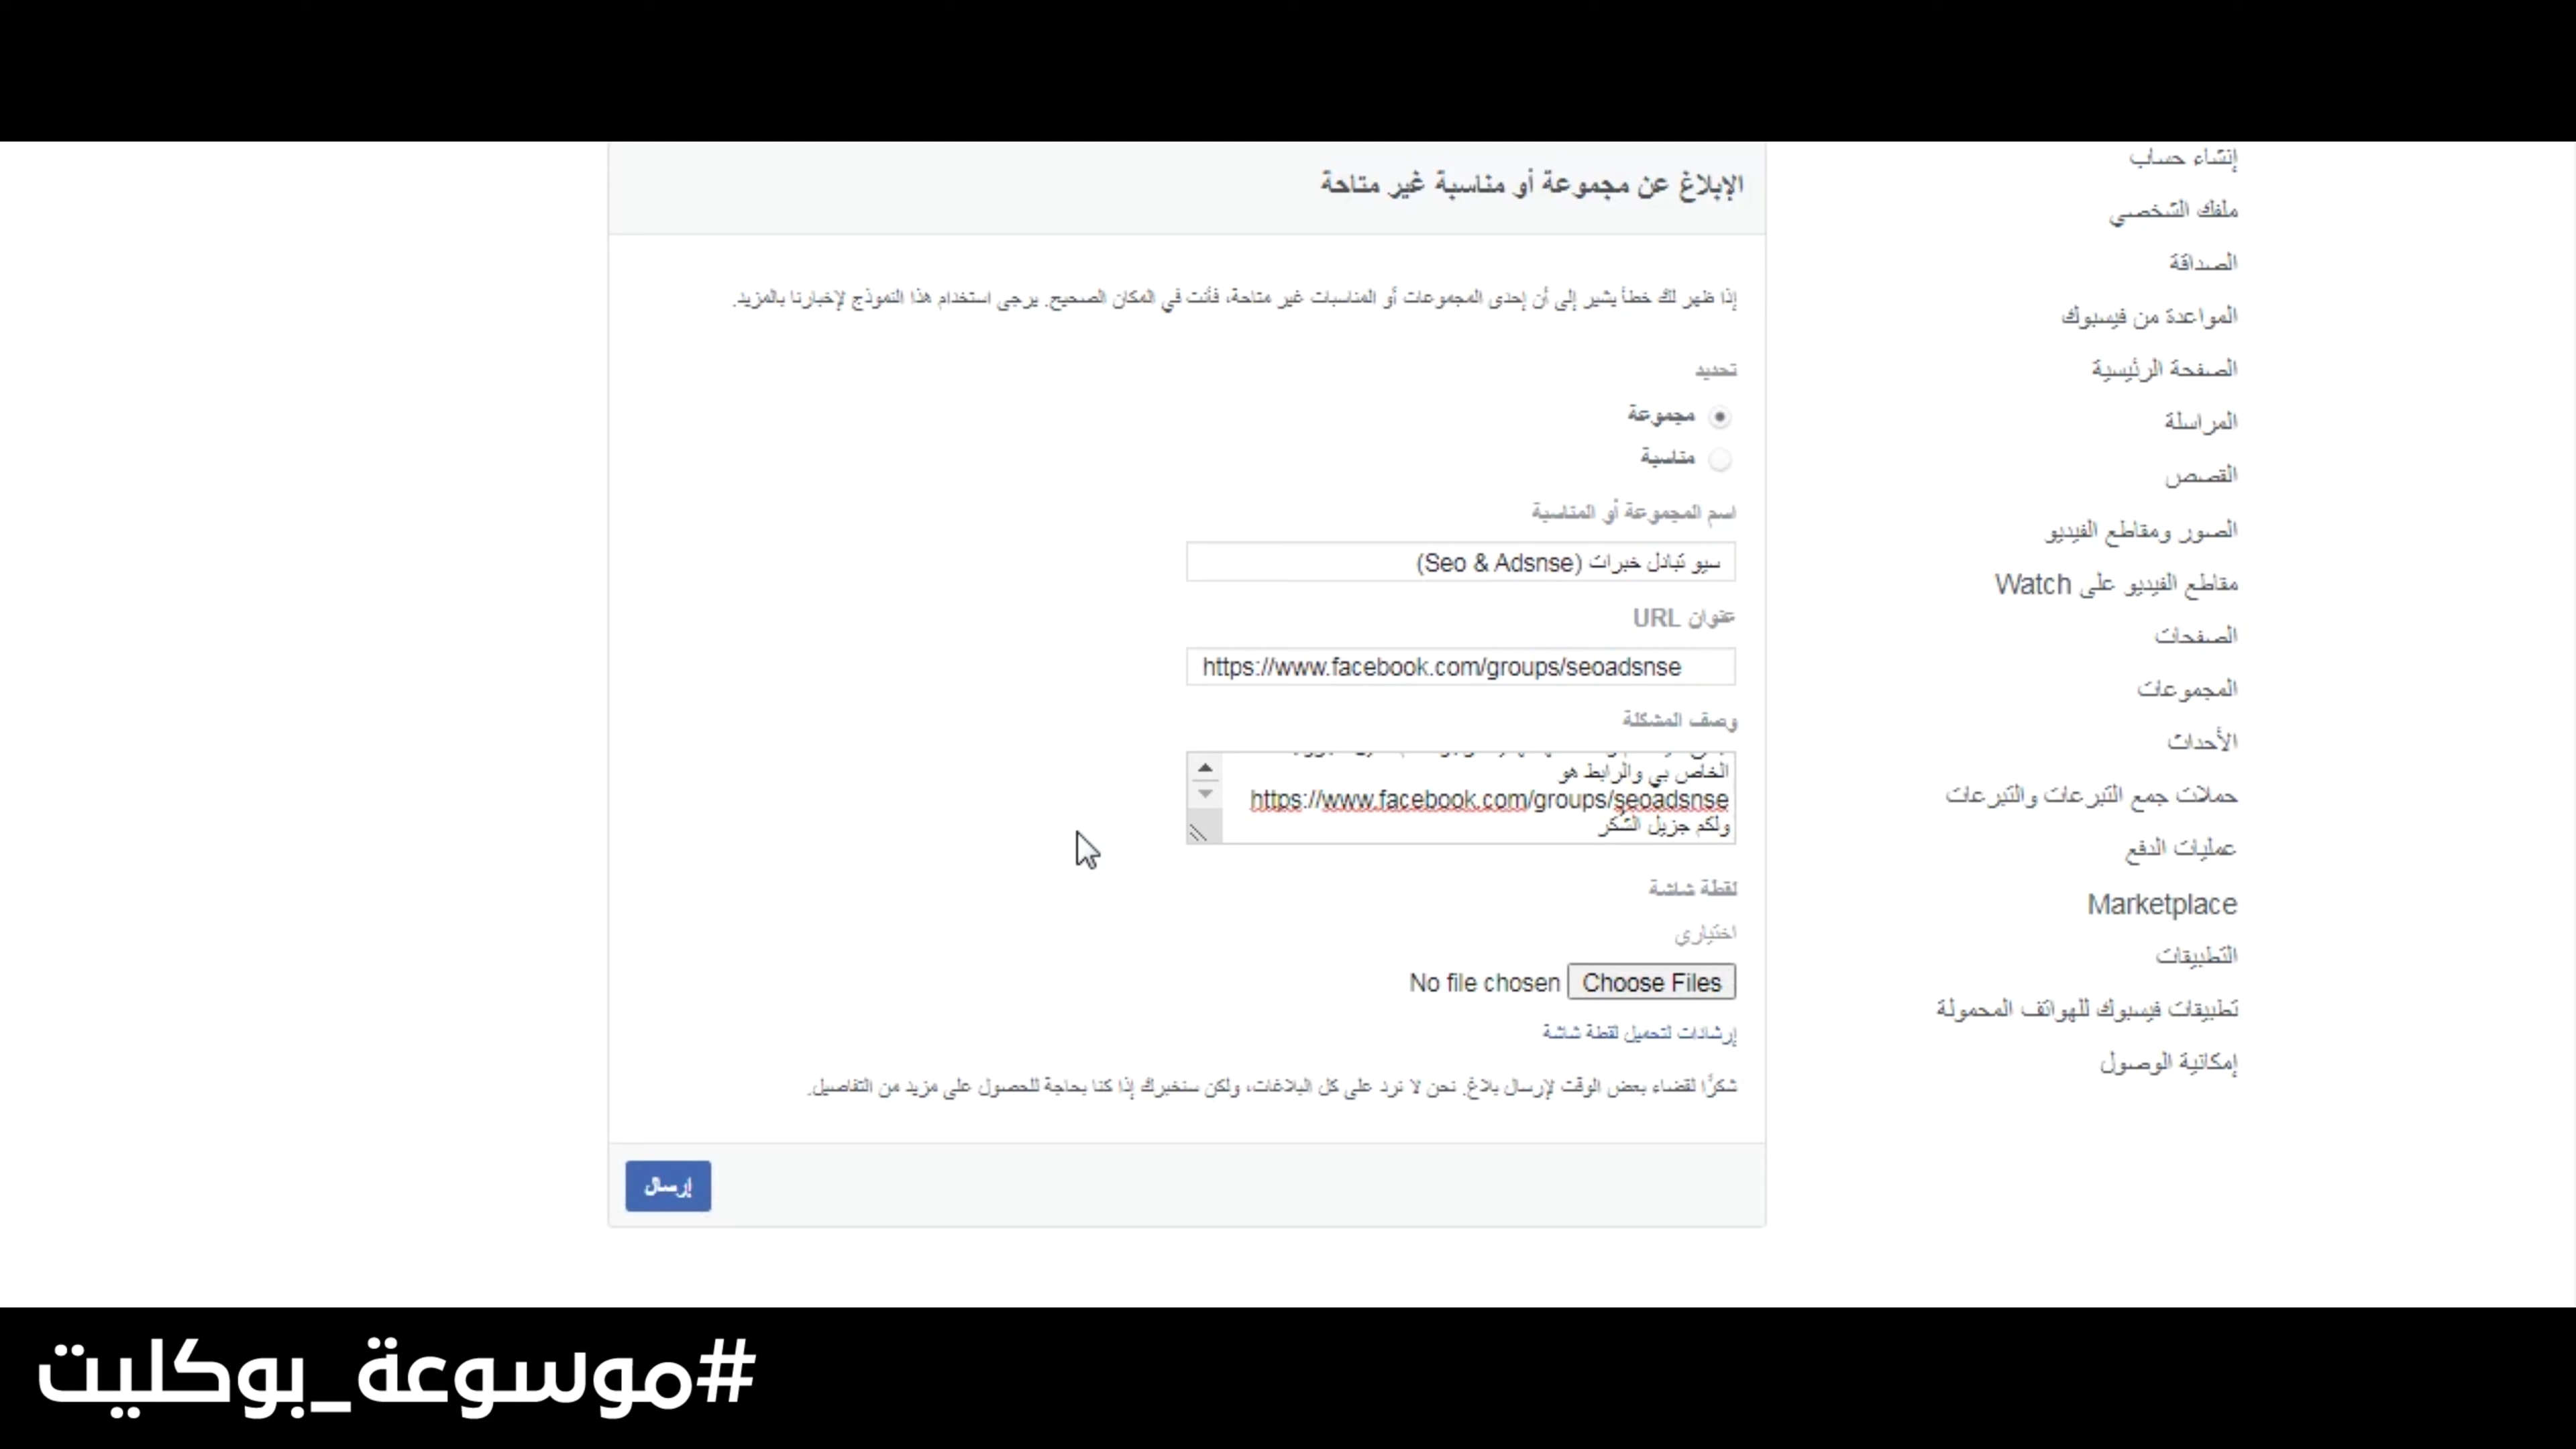 الإبلاغ عن مجموعة أو مناسبة غير متاحة
إذا ظهر لك خطأ يشير إلى أن إحدى المجموعات أو المناسبات غير متاحة، فأنت في المكان الصحيح. يرجى استخدام هذا النموذج لإخبارنا بالمزيد.
تحديد
مجموعة
مناسبة
اسم المجموعة أو المناسبة
سيو تبادل خبرات (Seo & Adsnse)
عنوان URL
https://www.facebook.com/groups/seoadsnse
وصف المشكلة
الخاص بي والرابط هو
https://www.facebook.com/groups/seoadsnse
ولكم جزيل الشكر
لقطة شاشة
اختياري
Choose Files No file chosen
إرشادات لتحميل لقطة شاشة
شكرًا لقضاء بعض الوقت لإرسال بلاغ. نحن لا نرد على كل البلاغات، ولكن سنخبرك إذا كنا بحاجة للحصول على مزيد من التفاصيل.
إرسال
إنشاء حساب
ملفك الشخصي
الصداقة
المواعدة من فيسبوك
الصفحة الرئيسية
المراسلة
القصص
الصور ومقاطع الفيديو
مقاطع الفيديو على Watch
الصفحات
المجموعات
الأحداث
حملات جمع التبرعات والتبرعات
عمليات الدفع
Marketplace
التطبيقات
تطبيقات فيسبوك للهواتف المحمولة
إمكانية الوصول
#موسوعة_بوكليت